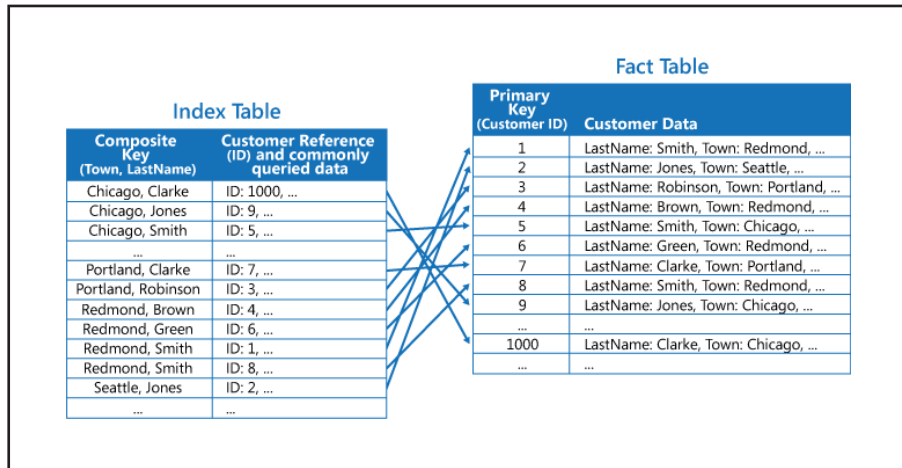 Fact Table
Index Table
Composite
Key
(Town, LastName)
Customer Reference
(ID) and commonly
queried data
Chicago, Clarke ID: 1000, ...
Chicago, Jones ID: 9, ...
Chicago, Smith ID: 5, ...
... ...
Portland, Clarke ID: 7, ...
Portland, Robinson ID: 3, ...
Redmond, Brown ID: 4, ...
Redmond, Green ID: 6, ...
Redmond, Smith ID: 1, ...
Redmond, Smith ID: 8, ...
Seattle, Jones ID: 2, ...
... ...
Primary
Key
(Customer ID) Customer Data
1 LastName: Smith, Town: Redmond, ...
2 LastName: Jones, Town: Seattle, ...
3 LastName: Robinson, Town: Portland, ...
4 LastName: Brown, Town: Redmond, ...
5 LastName: Smith, Town: Chicago, ...
6 LastName: Green, Town: Redmond, ...
7 LastName: Clarke, Town: Portland, ...
8 LastName: Smith, Town: Redmond, ...
9 LastName: Jones, Town: Chicago, ...
... ...
1000 LastName: Clarke, Town: Chicago, ...
... ...